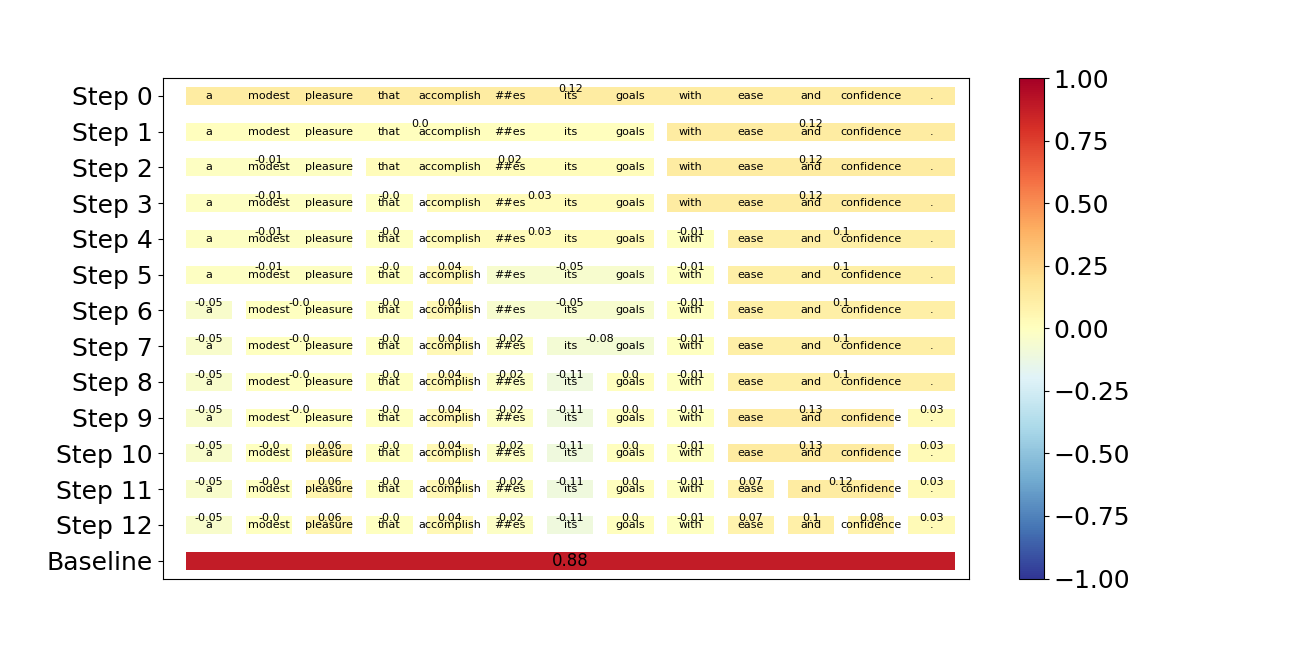 1.00
0.12
Step 0 a modest pleasure that accomplish ##es its goals with ease and confidence .
0.0 0.12
Step 1 a modest pleasure that accomplish ##es its goals with ease and confidence .
0.75
-0.01 0.02 0.12
Step 2 a modest pleasure that accomplish ##es its goals with ease and confidence .
-0.01 -0.0 0.03 0.12
Step 3 a modest pleasure that accomplish ##es its goals with ease and confidence .
0.50
-0.01 -0.0 0.03 -0.01 0.1
Step 4 a modest pleasure that accomplish ##es its goals with ease and confidence .
0.25
-0.01 -0.0 0.04 -0.05 -0.01 0.1
Step 5 a modest pleasure that accomplish ##es its goals with ease and confidence .
-0.05 -0.0 -0.0 0.04 -0.05 -0.01 0.1
Step 6 a modest pleasure that accomplish ##es its goals with ease and confidence .
0.00
-0.05 -0.0 -0.0 0.04 -0.02 -0.08 -0.01 0.1
Step 7 a modest pleasure that accomplish ##es its goals with ease and confidence .
-0.05 -0.0 -0.0 0.04 -0.02 -0.11 0.0 -0.01 0.1
Step 8 a modest pleasure that accomplish ##es its goals with ease and confidence .
−0.25
-0.05 -0.0 -0.0 0.04 -0.02 -0.11 0.0 -0.01 0.13 0.03
Step 9 a modest pleasure that accomplish ##es its goals with ease and confidence .
-0.05 -0.0 0.06 -0.0 0.04 -0.02 -0.11 0.0 -0.01 0.13 0.03
Step 10 a modest pleasure that accomplish ##es its goals with ease and confidence .
−0.50
-0.05 -0.0 0.06 -0.0 0.04 -0.02 -0.11 0.0 -0.01 0.07 0.12 0.03
Step 11 a modest pleasure that accomplish ##es its goals with ease and confidence .
−0.75
-0.05 -0.0 0.06 -0.0 0.04 -0.02 -0.11 0.0 -0.01 0.07 0.1 0.08 0.03
Step 12 a modest pleasure that accomplish ##es its goals with ease and confidence .
Baseline 0.88
−1.00